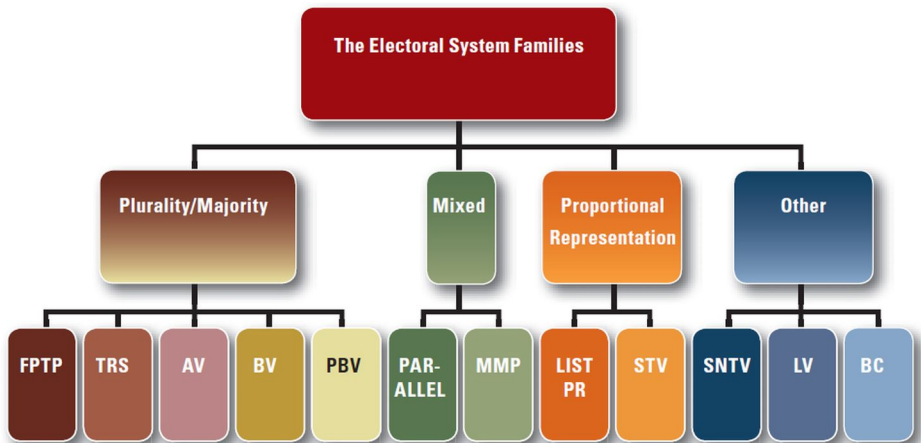 The Electoral System Families
Plurality/Majority
Mixed
Proportional
Representation
Other
FPTP
TRS
AV
BV
PBV
PAR-
ALLEL
MMP
LIST
PR
STV
SNTV
LV
BC